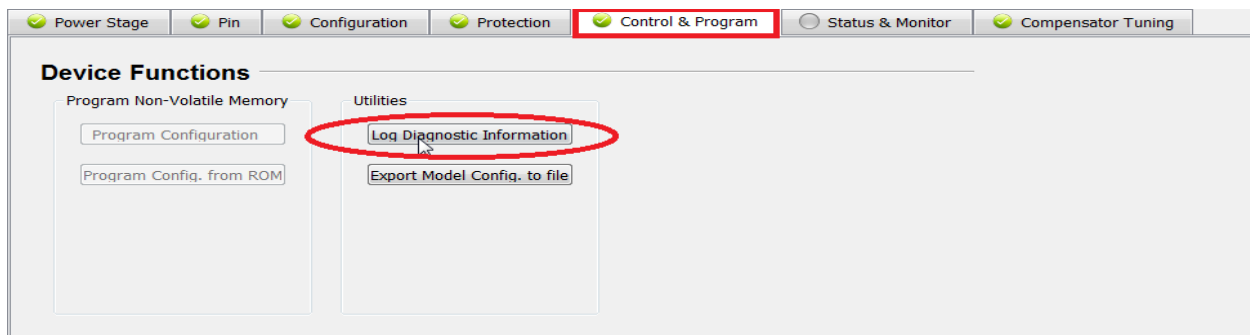 Power Stage
Pin
Configuration
Protection
Control & Program
Status & Monitor
Compensator Tuning
Device Functions
Program Non-Volatile Memory
Program Configuration
Program Config. from ROM
Utilities
Log Diagnostic Information
Export Model Config. to file